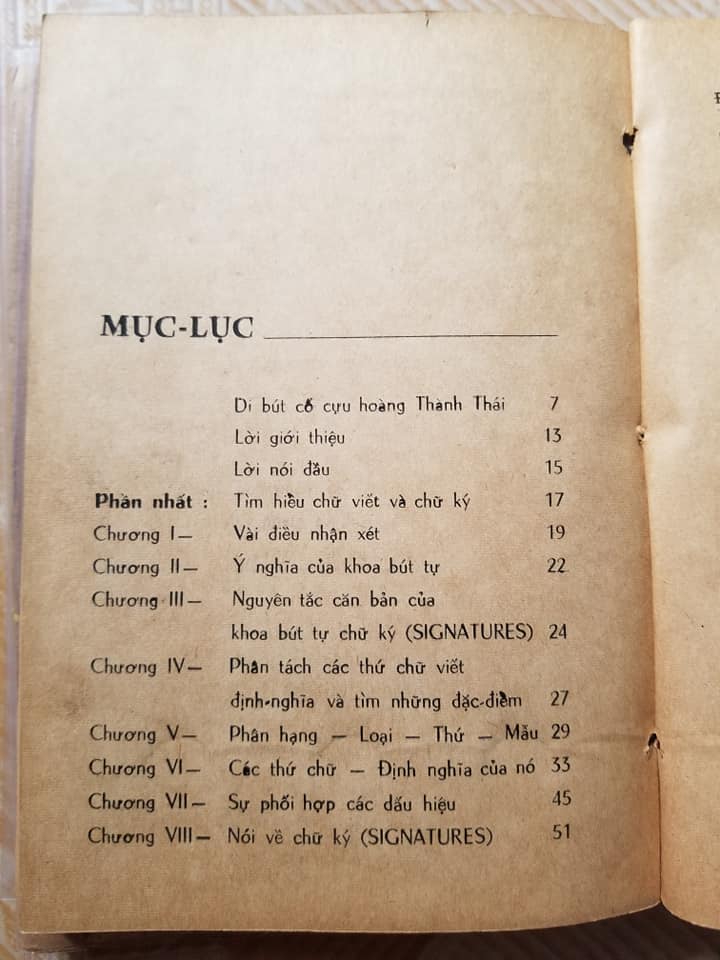 MỤC-LỤC
Di bút cố cựu hoàng Thành Thái 7
Lời giới thiệu 13
Lời nói đầu 15
Phần nhất : Tìm hiểu chữ viết và chữ ký 17
Chương I— Vài điều nhận xét 19
Chương II— Ý nghĩa của khoa bút tự 22
Chương III— Nguyên tắc căn bản của
khoa bút tự chữ ký (SIGNATURES) 24
Chương IV— Phân tách các thứ chữ viết
định-nghĩa và tìm những đặc-điểm 27
Chương V— Phân hạng — Loại — Thứ — Mẫu 29
Chương VI— Các thứ chữ — Định nghĩa của nó 33
Chương VII— Sự phối hợp các dấu hiệu 45
Chương VIII— Nói về chữ ký (SIGNATURES) 51